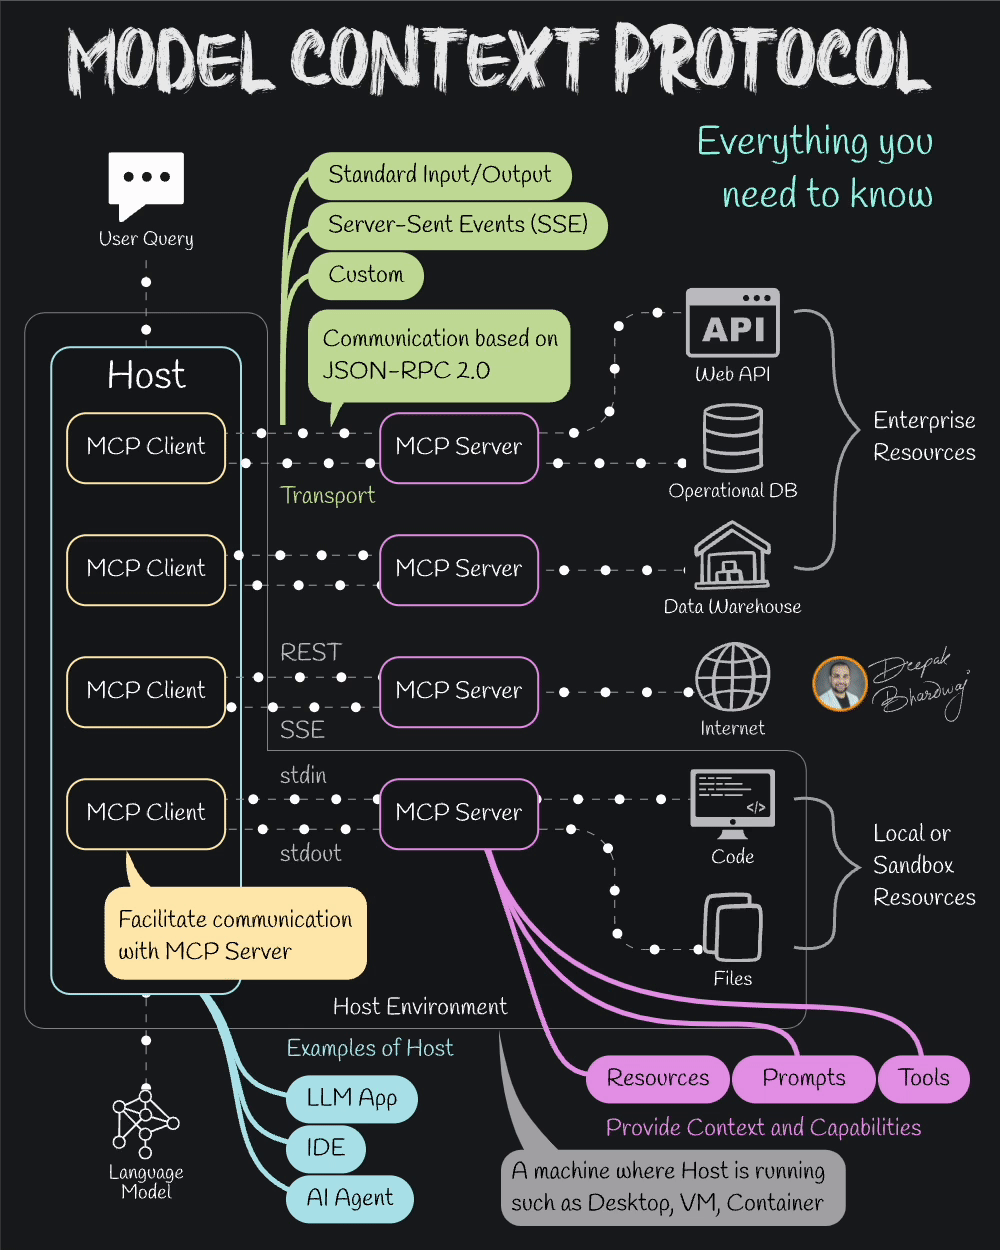 MODEL CONTEXT PROTOCOL
Everything you
need to know
User Query
Standard Input/Output
Server-Sent Events (SSE)
Custom
Communication based on
JSON-RPC 2.0
Host
MCP Client
MCP Server
Transport
API
Web API
Operational DB
Enterprise
Resources
MCP Client
MCP Server
Data Warehouse
REST
MCP Client
MCP Server
SSE
Internet
Deepak
Bhardwaj
stdin
MCP Client
MCP Server
stdout
</>
Code
Local or
Sandbox
Resources
Facilitate communication
with MCP Server
Files
Host Environment
Examples of Host
LLM App
IDE
AI Agent
Resources
Prompts
Tools
Provide Context and Capabilities
Language
Model
A machine where Host is running
such as Desktop, VM, Container